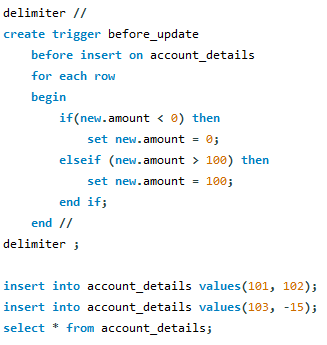 delimiter //
create trigger before_update
    before insert on account_details
    for each row
    begin
        if(new.amount < 0) then
            set new.amount = 0;
        elseif (new.amount > 100) then
            set new.amount = 100;
        end if;
    end //
delimiter ;

insert into account_details values(101, 102);
insert into account_details values(103, -15);
select * from account_details;